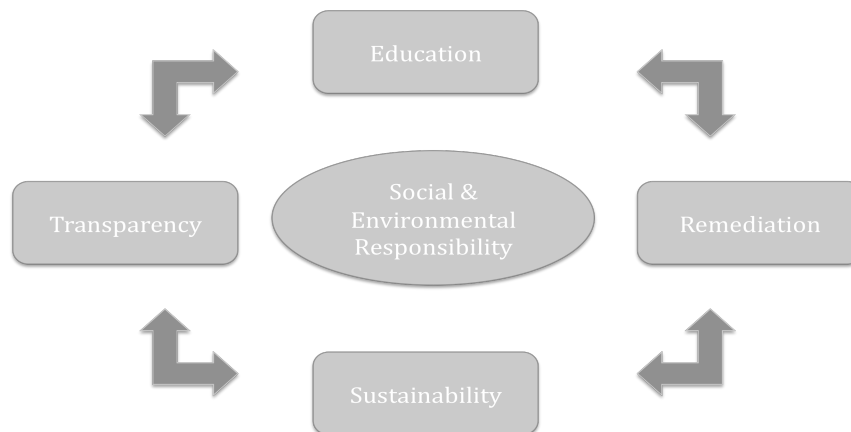 Education
Transparency
Social &
Environmental
Responsibility
Remediation
Sustainability